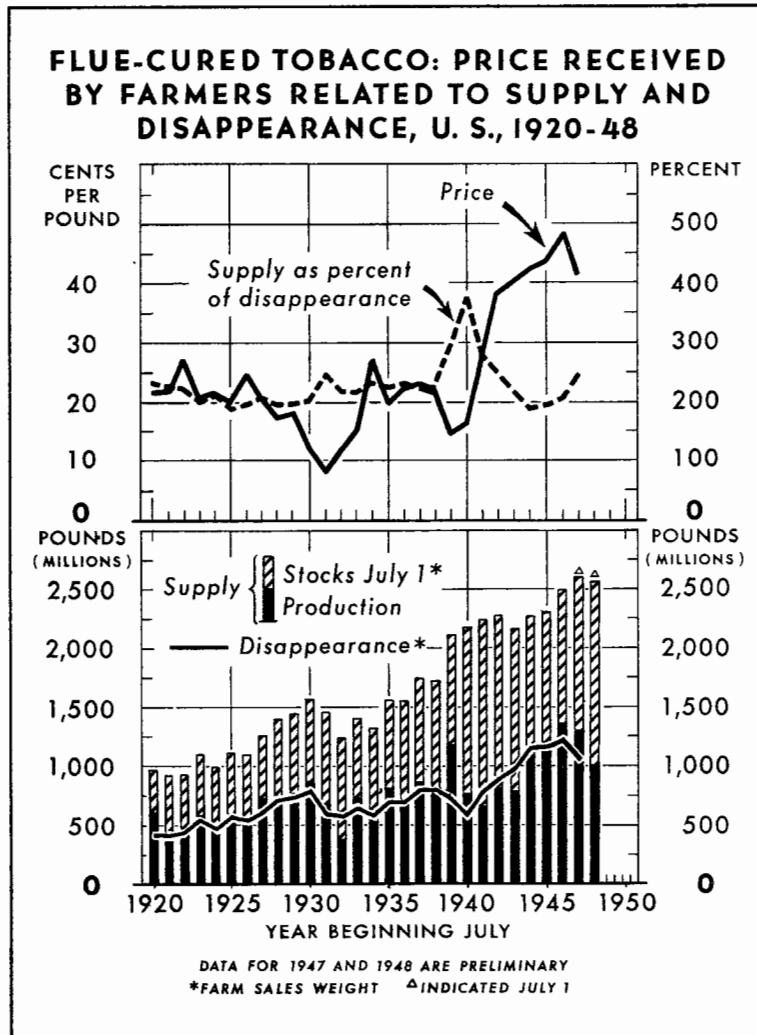 FLUE-CURED TOBACCO: PRICE RECEIVED
BY FARMERS RELATED TO SUPPLY AND
DISAPPEARANCE, U. S., 1920-48
CENTS
PER
POUND
PERCENT
Price
Supply as percent
of disappearance
40
30
20
10
0
500
400
300
200
100
0
POUNDS
(MILLIONS)
POUNDS
(MILLIONS)
Supply
Stocks July 1*
Production
Disappearance*
2,500
2,000
1,500
1,000
500
0
Δ Δ
2,500
2,000
1,500
1,000
500
0
1920 1925 1930 1935 1940 1945 1950
YEAR BEGINNING JULY
DATA FOR 1947 AND 1948 ARE PRELIMINARY
*FARM SALES WEIGHT Δ INDICATED JULY 1